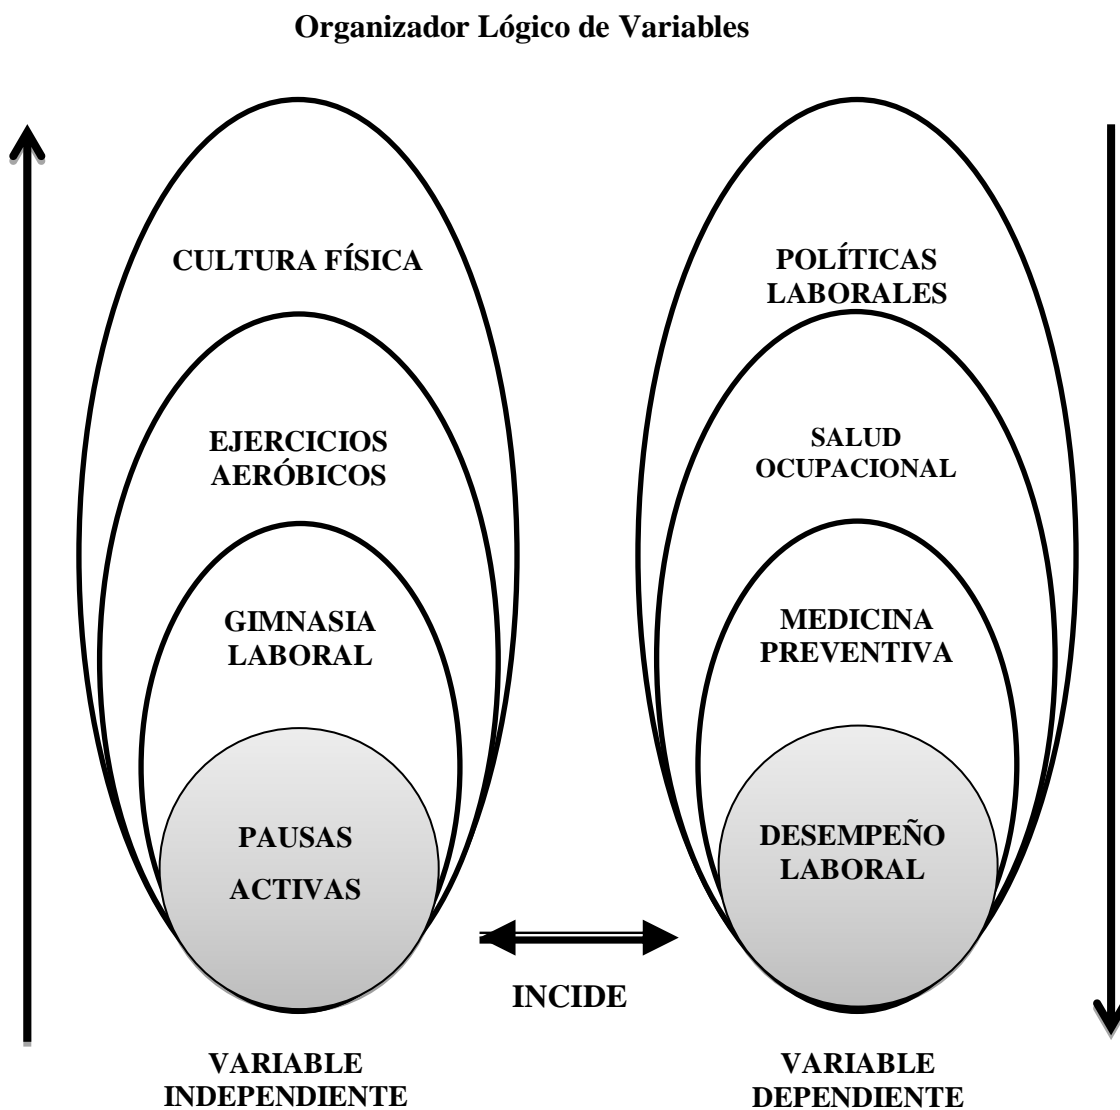 Organizador Lógico de Variables
CULTURA FÍSICA
EJERCICIOS
AERÓBICOS
GIMNASIA
LABORAL
PAUSAS
ACTIVAS
POLÍTICAS
LABORALES
SALUD
OCUPACIONAL
MEDICINA
PREVENTIVA
DESEMPEÑO
LABORAL
INCIDE
VARIABLE
INDEPENDIENTE
VARIABLE
DEPENDIENTE